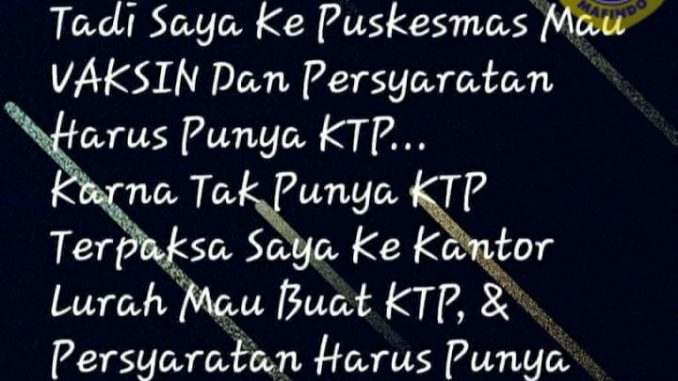 MAFINDO
Tadi Saya Ke Puskesmas Mau
VAKSIN Dan Persyaratan
Harus Punya KTP...
Karna Tak Punya KTP
Terpaksa Saya Ke Kantor
Lurah Mau Buat KTP, &
Persyaratan Harus Punya